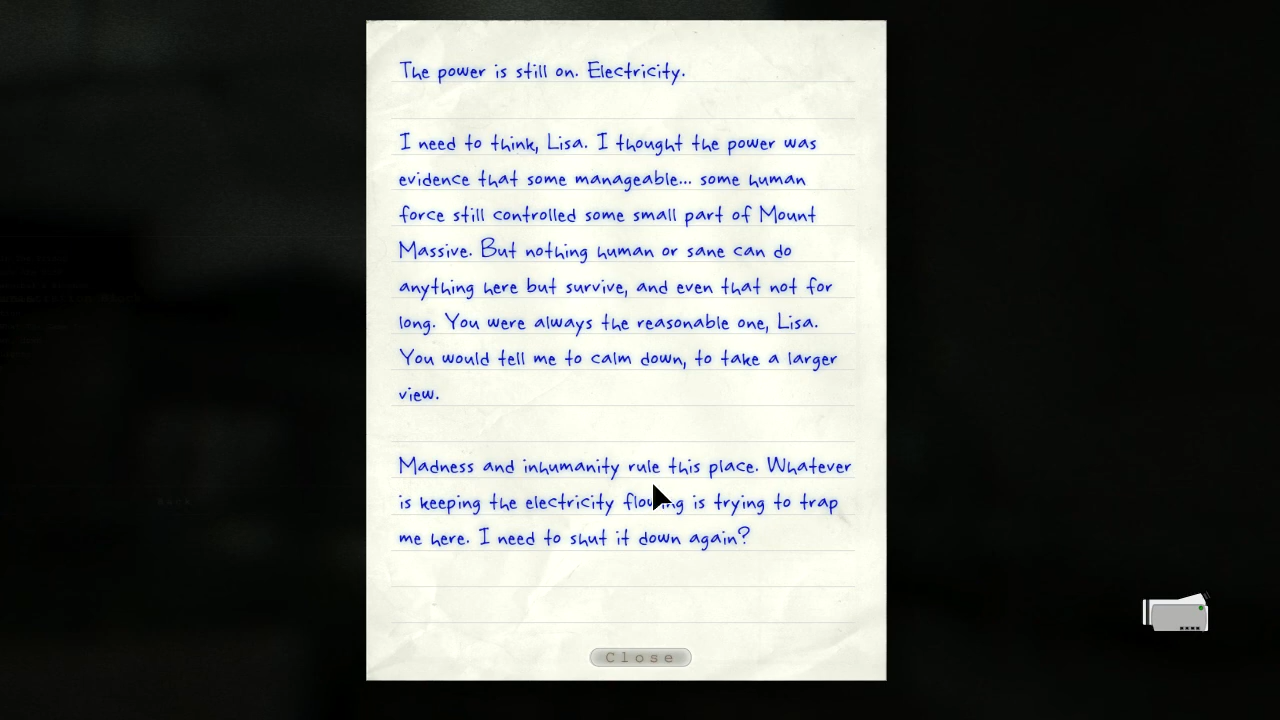 The power is still on. Electricity.
I need to think, Lisa. I thought the power was
evidence that some manageable... some human
force still controlled some small part of Mount
Massive. But nothing human or sane can do
anything here but survive, and even that not for
long. You were always the reasonable one, Lisa.
You would tell me to calm down, to take a larger
view.
Madness and inhumanity rule this place. Whatever
is keeping the electricity flowing is trying to trap
me here. I need to shut it down again?
Close